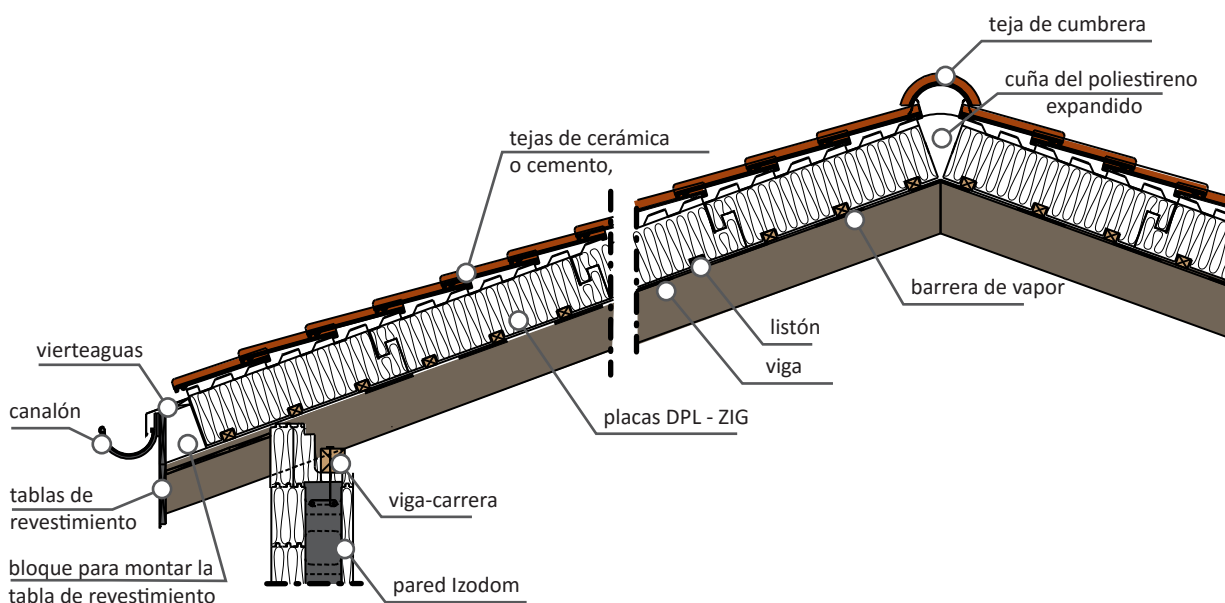 teja de cumbrera
cuña del poliestireno
expandido
tejas de cerámica
o cemento,
barrera de vapor
listón
viga
vierteaguas
canalón
placas DPL - ZIG
tablas de
revestimiento
viga-carrera
bloque para montar la
tabla de revestimiento
pared Izodom